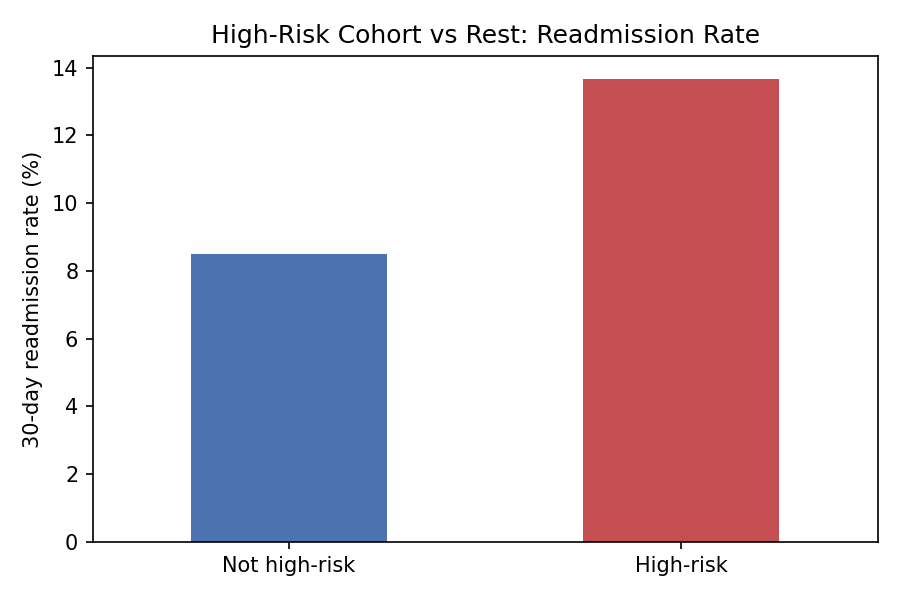 High-Risk Cohort vs Rest: Readmission Rate
30-day readmission rate (%)
14
12
10
8
6
4
2
0
Not high-risk
High-risk